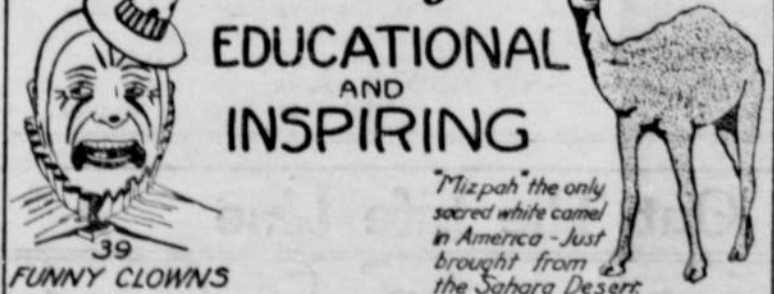 EDUCATIONAL
AND
INSPIRING
"Mizpah" the only
sacred white camel
in America - Just
brought from
the Sahara Desert.
39
FUNNY CLOWNS